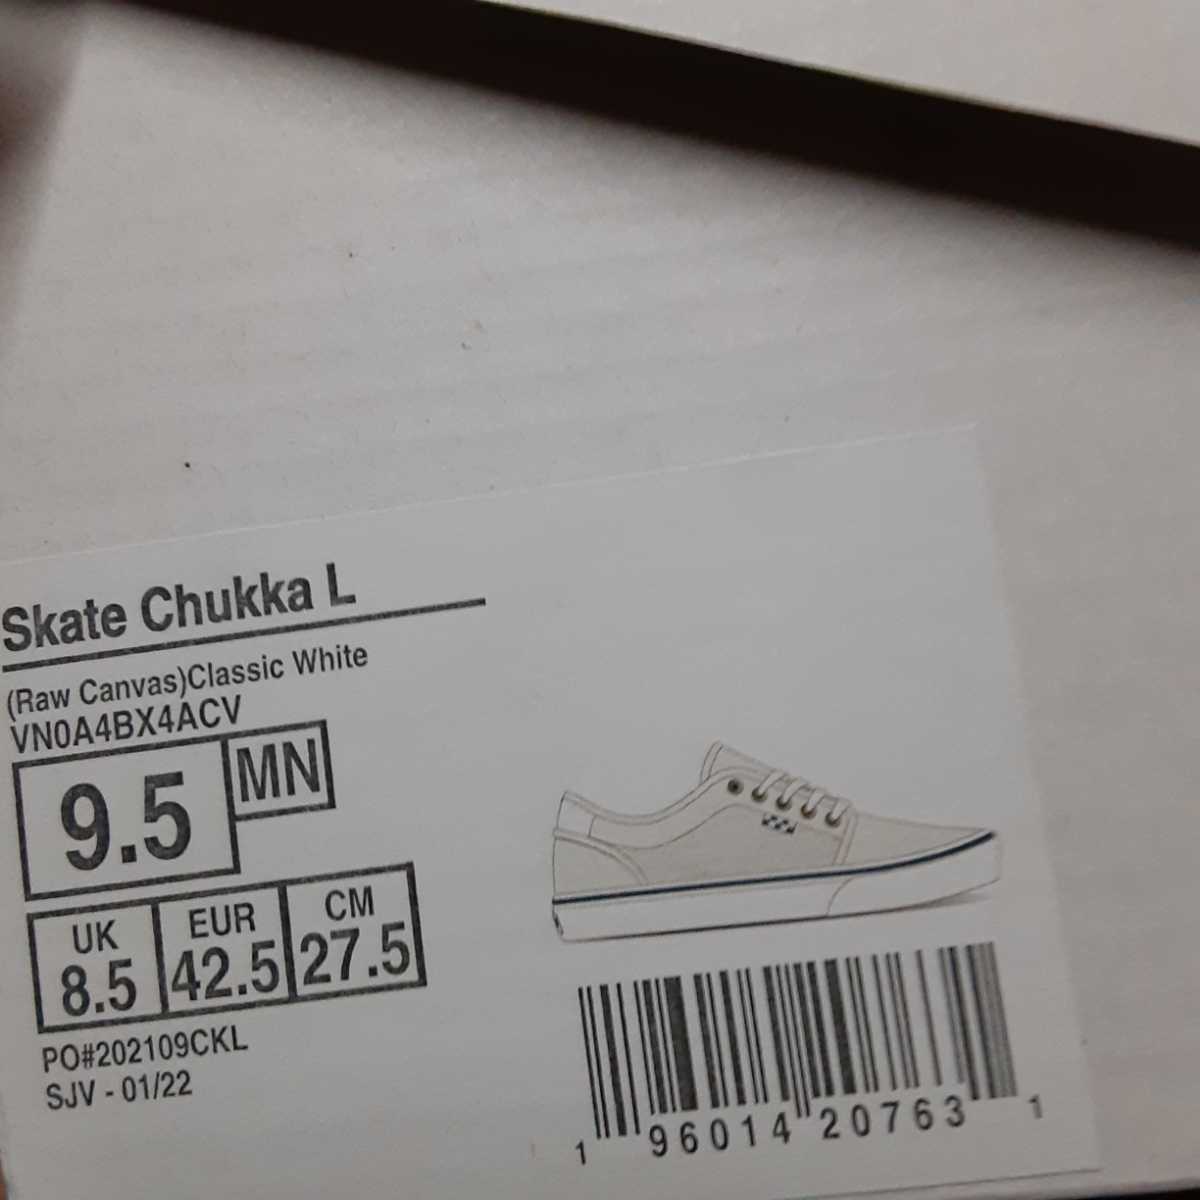 Skate Chukka L
(Raw Canvas)Classic White
VN0A4BX4ACV
9.5 MN
UK EUR CM
8.5 42.5 27.5
PO#202109CKL
SJV - 01/22
1 96014 20763 1